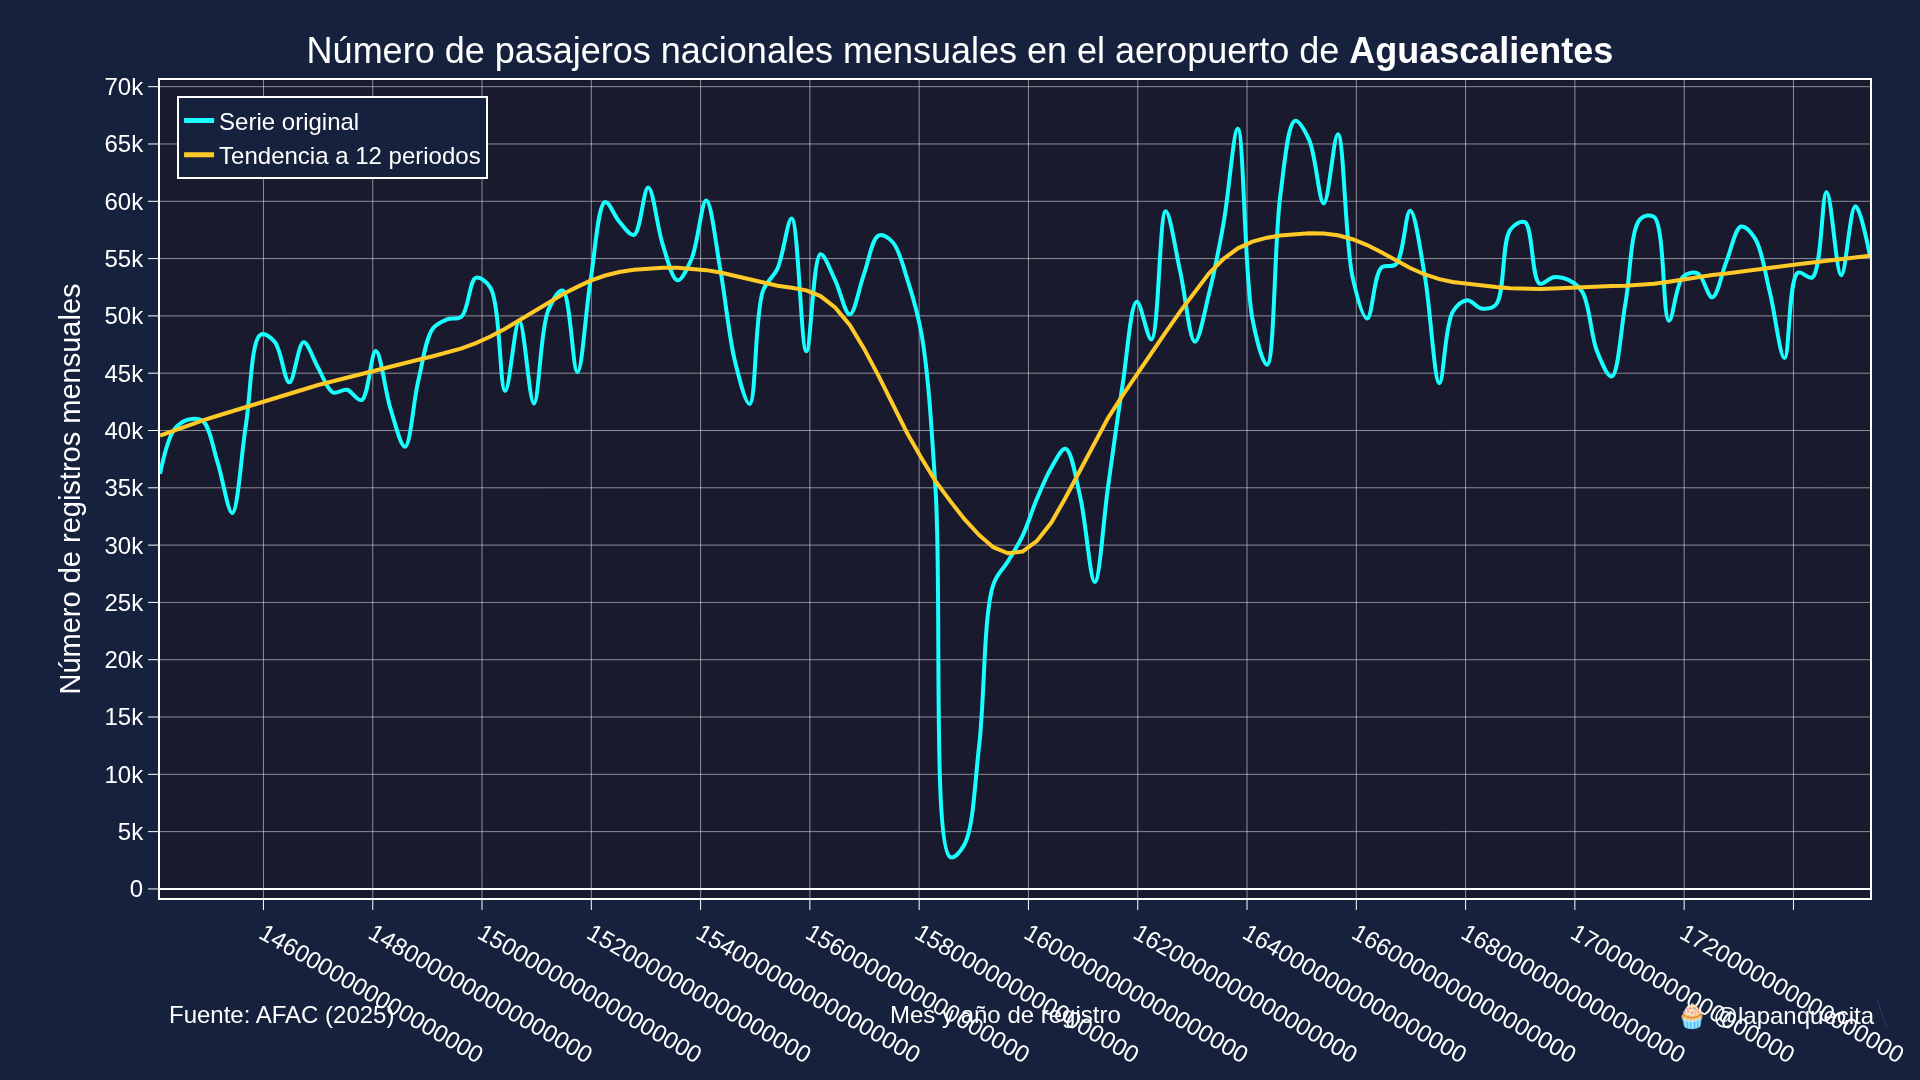 Número de pasajeros nacionales mensuales en el aeropuerto de Aguascalientes
Serie original
Tendencia a 12 periodos
70k
65k
60k
55k
50k
45k
40k
35k
30k
25k
20k
15k
10k
5k
0
Número de registros mensuales
1460000000000000000
1480000000000000000
1500000000000000000
1520000000000000000
1540000000000000000
1560000000000000000
1580000000000000000
1600000000000000000
1620000000000000000
1640000000000000000
1660000000000000000
1680000000000000000
1700000000000000000
1720000000000000000
Fuente: AFAC (2025)
Mes y año de registro
🧁 @lapanquecita